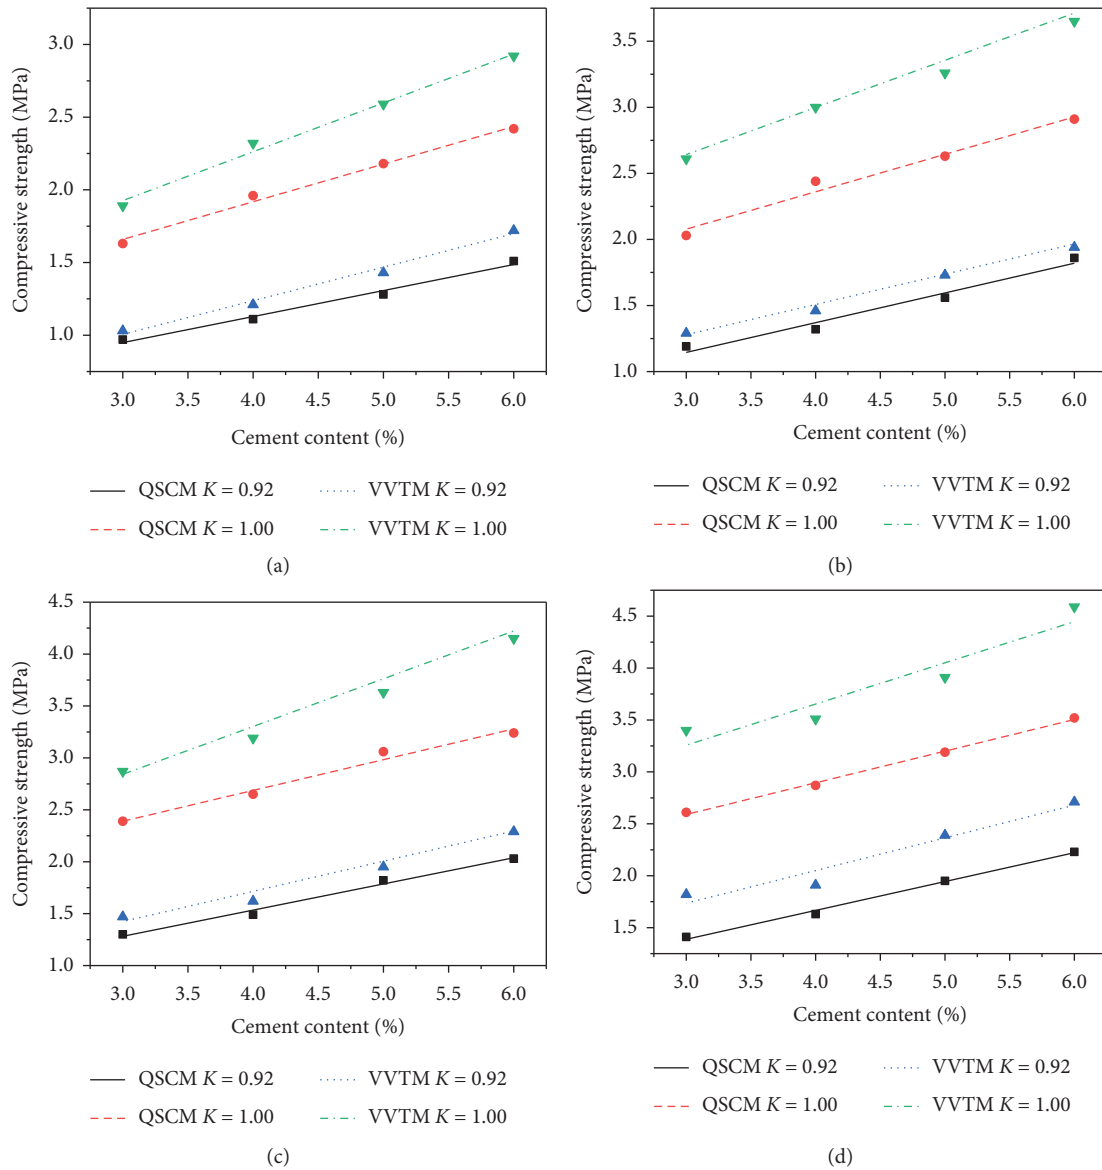 3.0
2.5
2.0
1.5
1.0
Compressive strength (MPa)
3.0 3.5 4.0 4.5 5.0 5.5 6.0
Cement content (%)
QSCM K = 0.92 VVTM K = 0.92
QSCM K = 1.00 VVTM K = 1.00
(a)
3.5
3.0
2.5
2.0
1.5
1.0
Compressive strength (MPa)
3.0 3.5 4.0 4.5 5.0 5.5 6.0
Cement content (%)
QSCM K = 0.92 VVTM K = 0.92
QSCM K = 1.00 VVTM K = 1.00
(b)
4.5
4.0
3.5
3.0
2.5
2.0
1.5
1.0
Compressive strength (MPa)
3.0 3.5 4.0 4.5 5.0 5.5 6.0
Cement content (%)
QSCM K = 0.92 VVTM K = 0.92
QSCM K = 1.00 VVTM K = 1.00
(c)
4.5
4.0
3.5
3.0
2.5
2.0
1.5
Compressive strength (MPa)
3.0 3.5 4.0 4.5 5.0 5.5 6.0
Cement content (%)
QSCM K = 0.92 VVTM K = 0.92
QSCM K = 1.00 VVTM K = 1.00
(d)